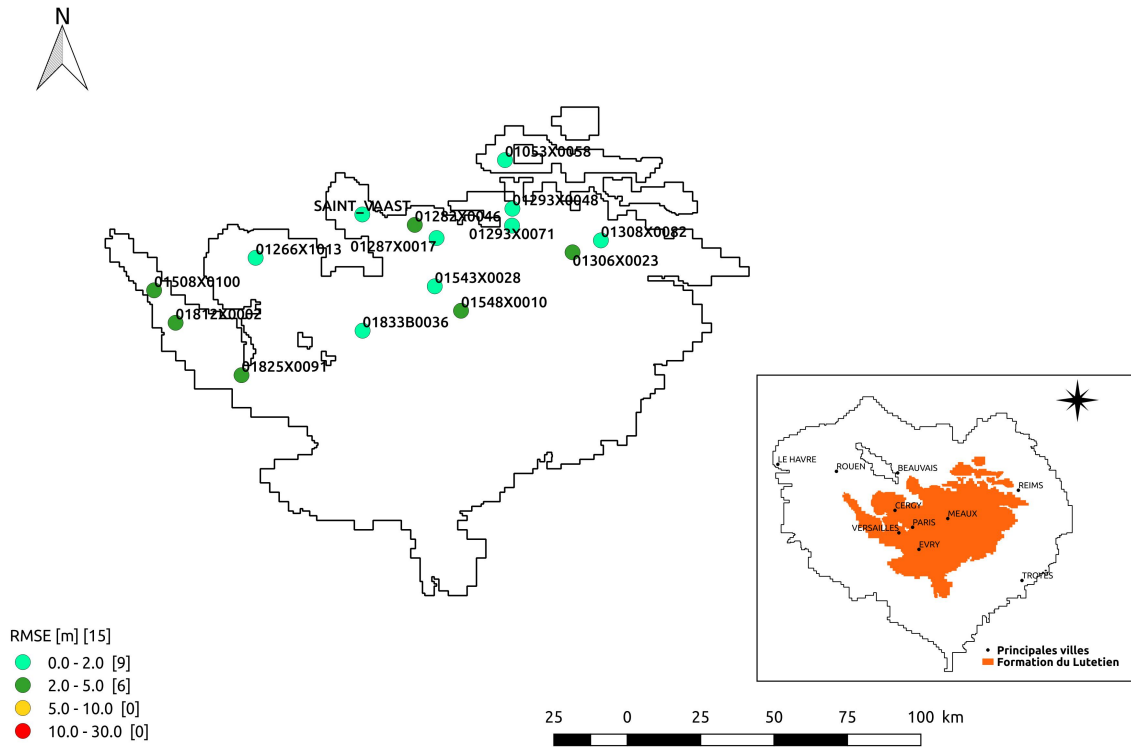 N
01053X0058
01293X0048
SAINT_VAAST
01282X0046
01293X0071
01308X0082
01287X0017
01266X1013
01306X0023
01508X0100
01543X0028
01548X0010
01833B0036
01825X0091
LE HAVRE
ROUEN
BEAUVAIS
REIMS
CERGY
MEAUX
VERSAILLES
PARIS
EVRY
TROYES
Principales villes
Formation du Lutetien
RMSE [m] [15]
0.0 - 2.0 [9]
2.0 - 5.0 [6]
5.0 - 10.0 [0]
10.0 - 30.0 [0]
25 0 25 50 75 100 km